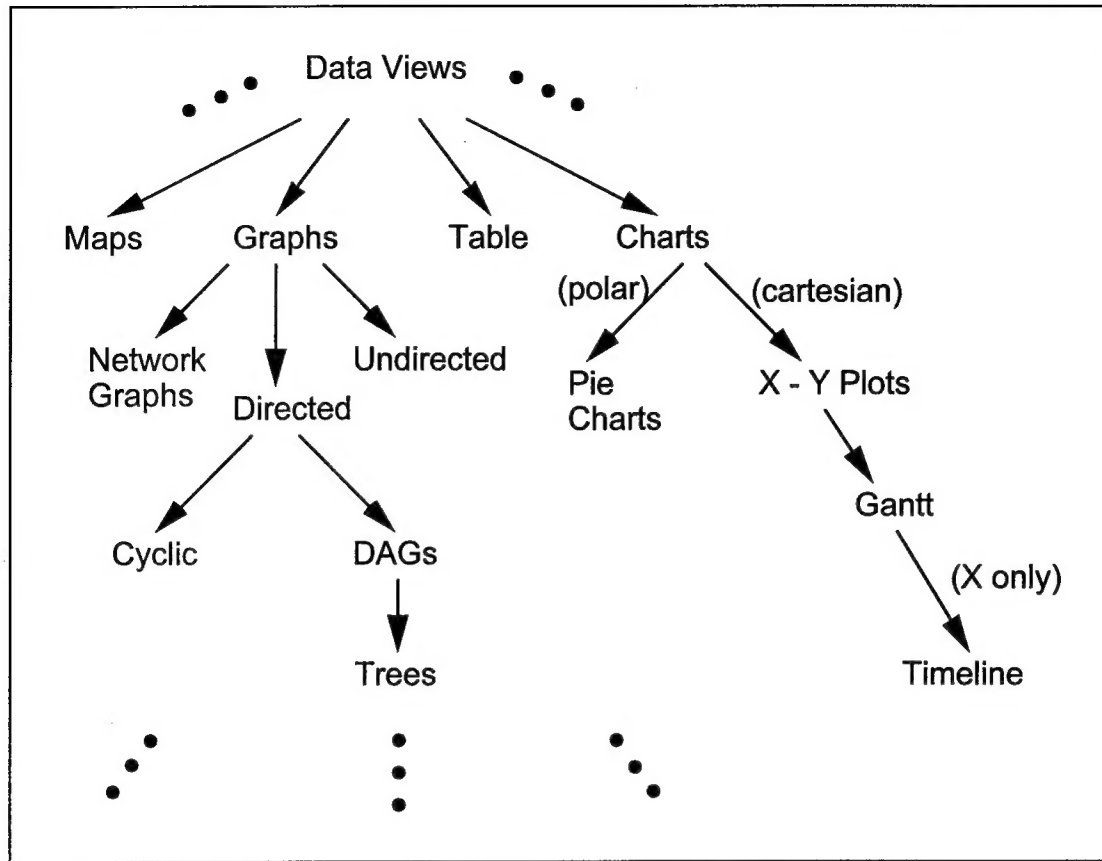 Data Views
Maps
Graphs
Table
Charts
(polar)
(cartesian)
Network
Graphs
Undirected
Directed
Pie
Charts
X - Y Plots
Gantt
Cyclic
DAGs
(X only)
Trees
Timeline